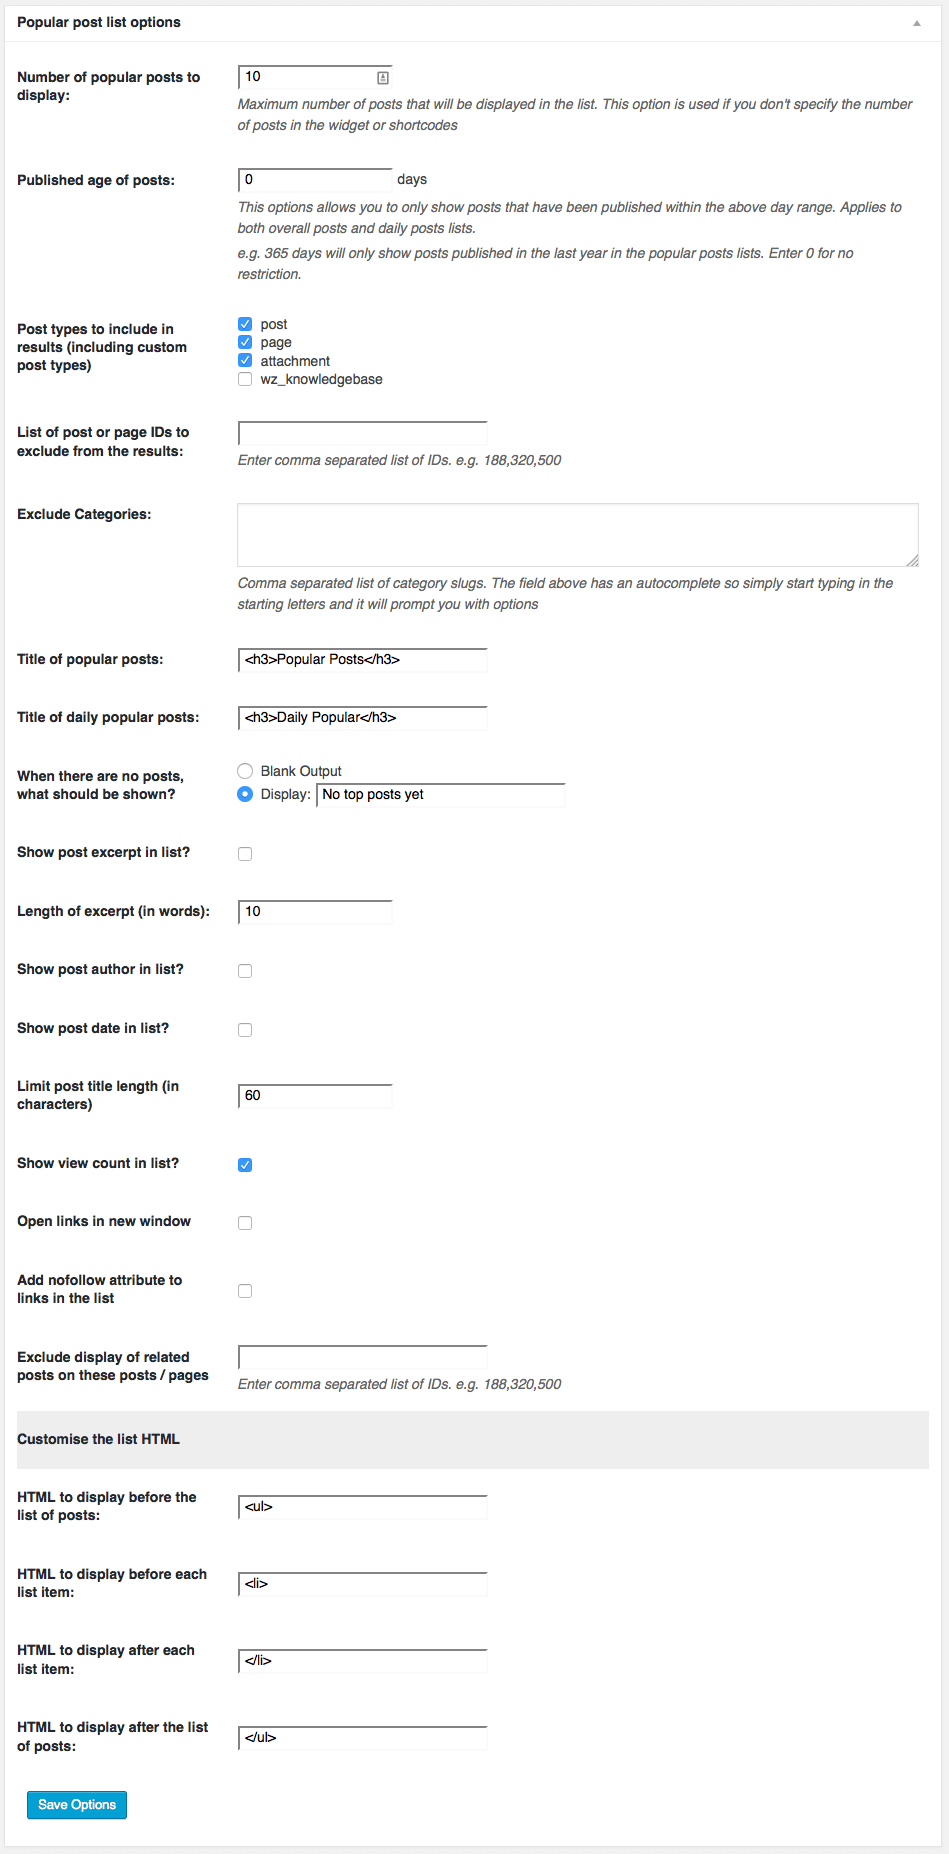 Popular post list options
Number of popular posts to
display:
10
Maximum number of posts that will be displayed in the list. This option is used if you don't specify the number
of posts in the widget or shortcodes
Published age of posts:
0 days
This options allows you to only show posts that have been published within the above day range. Applies to
both overall posts and daily posts lists.
e.g. 365 days will only show posts published in the last year in the popular posts lists. Enter 0 for no
restriction.
Post types to include in
results (including custom
post types)
post
page
attachment
wz_knowledgebase
List of post or page IDs to
exclude from the results:
Enter comma separated list of IDs. e.g. 188,320,500
Exclude Categories:
Comma separated list of category slugs. The field above has an autocomplete so simply start typing in the
starting letters and it will prompt you with options
Title of popular posts:
<h3>Popular Posts</h3>
Title of daily popular posts:
<h3>Daily Popular</h3>
When there are no posts,
what should be shown?
Blank Output
Display: No top posts yet
Show post excerpt in list?
Length of excerpt (in words):
10
Show post author in list?
Show post date in list?
Limit post title length (in
characters)
60
Show view count in list?
Open links in new window
Add nofollow attribute to
links in the list
Exclude display of related
posts on these posts / pages
Enter comma separated list of IDs. e.g. 188,320,500
Customise the list HTML
HTML to display before the
list of posts:
<ul>
HTML to display before each
list item:
<li>
HTML to display after each
list item:
</li>
HTML to display after the list
of posts:
</ul>
Save Options